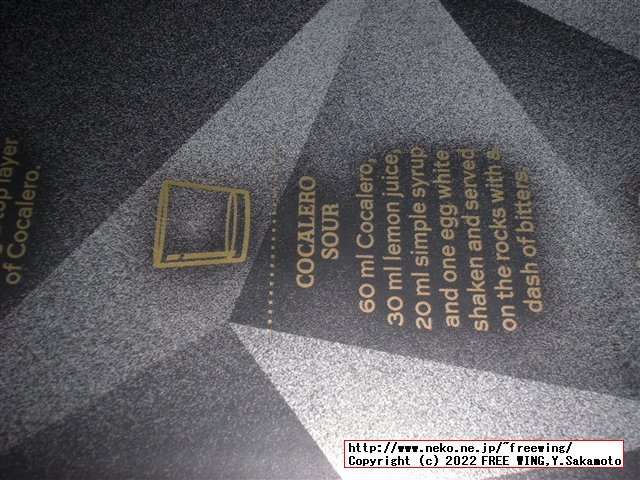 top layer
of Cocalero.
COCALERO
SOUR
60 ml Cocalero,
30 ml lemon juice,
20 ml simple syrup
and one egg white
shaken and served
on the rocks with a
dash of bitters.
http://www.neko.ne.jp/~freewing/
Copyright (c) 2022 FREE WING,Y.Sakamoto